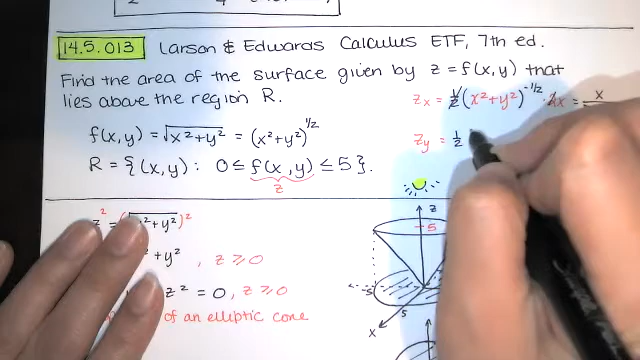 14.5.013 Larson & Edwards Calculus ETF, 7th ed.
Find the area of the surface given by z = f(x,y) that
lies above the region R.
z_x = 1/2 (x² + y²)^-1/2 · 2x = x
f(x,y) = √x² + y² = (x² + y²)^1/2
z_y = 1/2
R = {(x,y): 0 ≤ f(x,y) ≤ 5}.
z
z² = (√x² + y²)²
+ y² , z ≥ 0
z² = 0, z ≥ 0
of an elliptic cone
z
5
-5
5
x